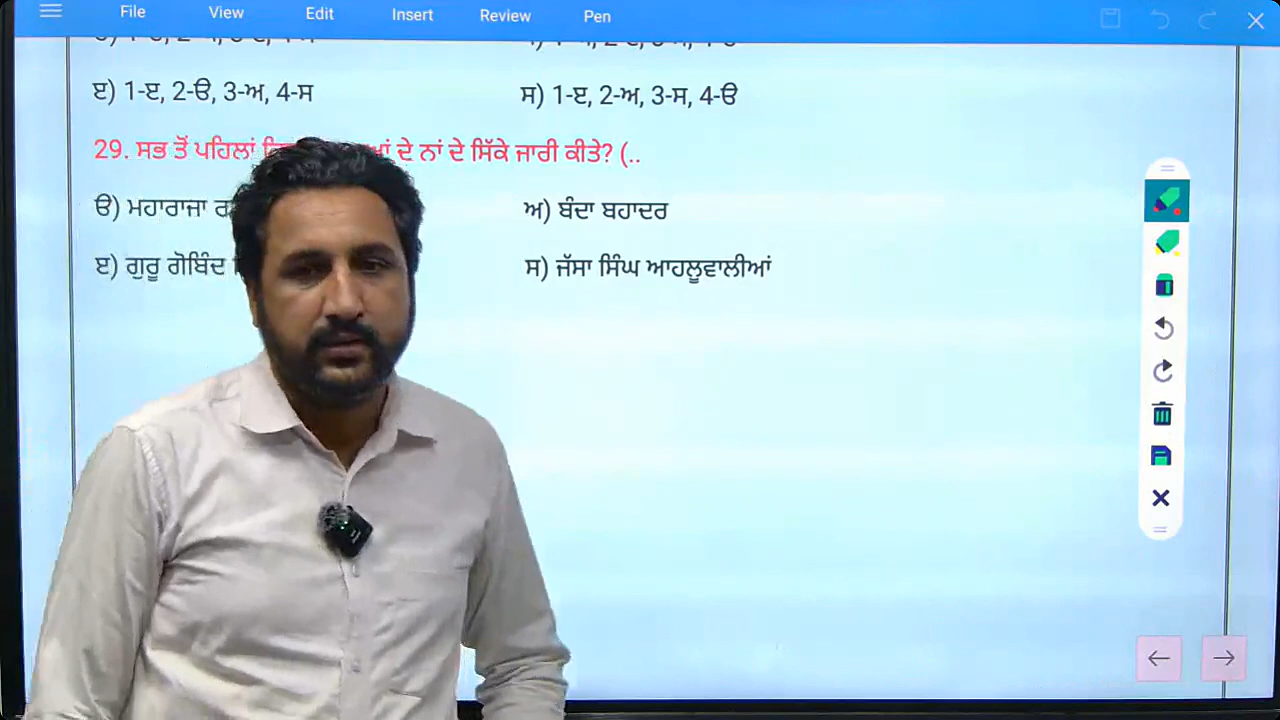 File View Edit Insert Review Pen
ੲ) 1-ੲ, 2-ੳ, 3-ਅ, 4-ਸ
ਸ) 1-ੲ, 2-ਅ, 3-ਸ, 4-ੳ
29. ਸਭ ਤੋਂ ਪਹਿਲਾਂ ਦੇ ਨਾਂ ਦੇ ਸਿੱਕੇ ਜਾਰੀ ਕੀਤੇ? (..
ੳ) ਮਹਾਰਾਜਾ
ਅ) ਬੰਦਾ ਬਹਾਦਰ
ੲ) ਗੁਰੂ ਗੋਬਿੰਦ
ਸ) ਜੱਸਾ ਸਿੰਘ ਆਹਲੂਵਾਲੀਆਂ